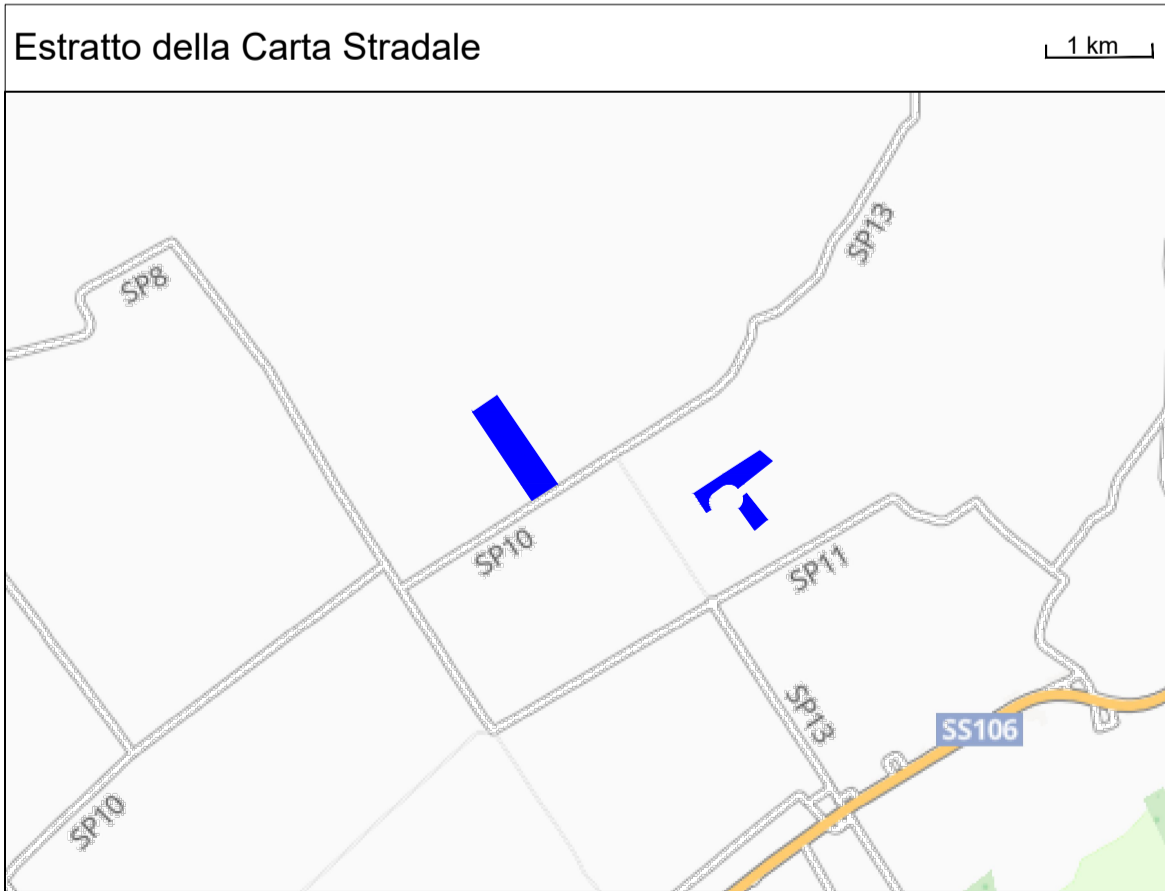 Estratto della Carta Stradale
1 km
SP13
SP8
SP10
SP11
SP13
SS106
SP10